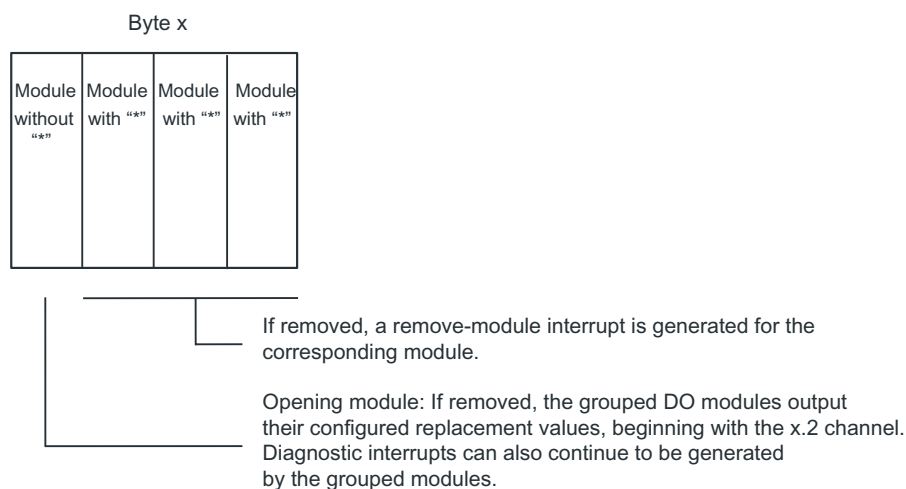 Byte x
Module without “*”
Module with “*”
Module with “*”
Module with “*”
If removed, a remove-module interrupt is generated for the
corresponding module.
Opening module: If removed, the grouped DO modules output
their configured replacement values, beginning with the x.2 channel.
Diagnostic interrupts can also continue to be generated
by the grouped modules.